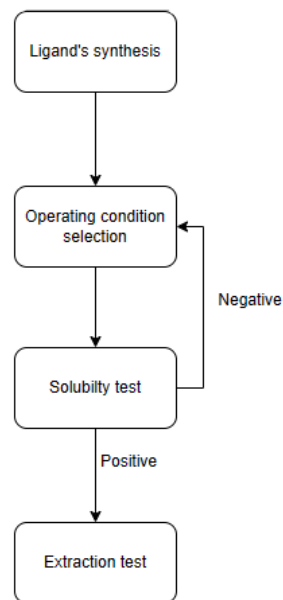 Ligand's synthesis
Operating condition
selection
Negative
Solubilty test
Positive
Extraction test